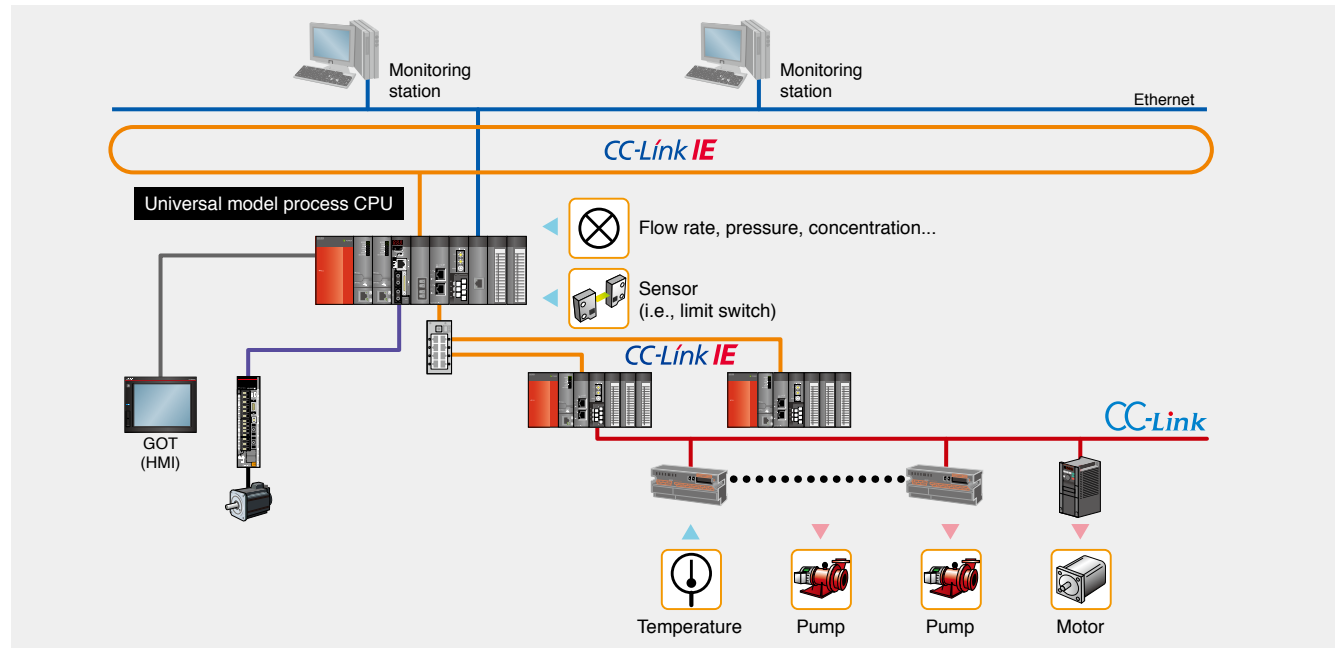 Monitoring
station
Monitoring
station
Ethernet
CC-Link IE
Universal model process CPU
Flow rate, pressure, concentration...
Sensor
(i.e., limit switch)
CC-Link IE
GOT
(HMI)
CC-Link
Temperature
Pump
Pump
Motor